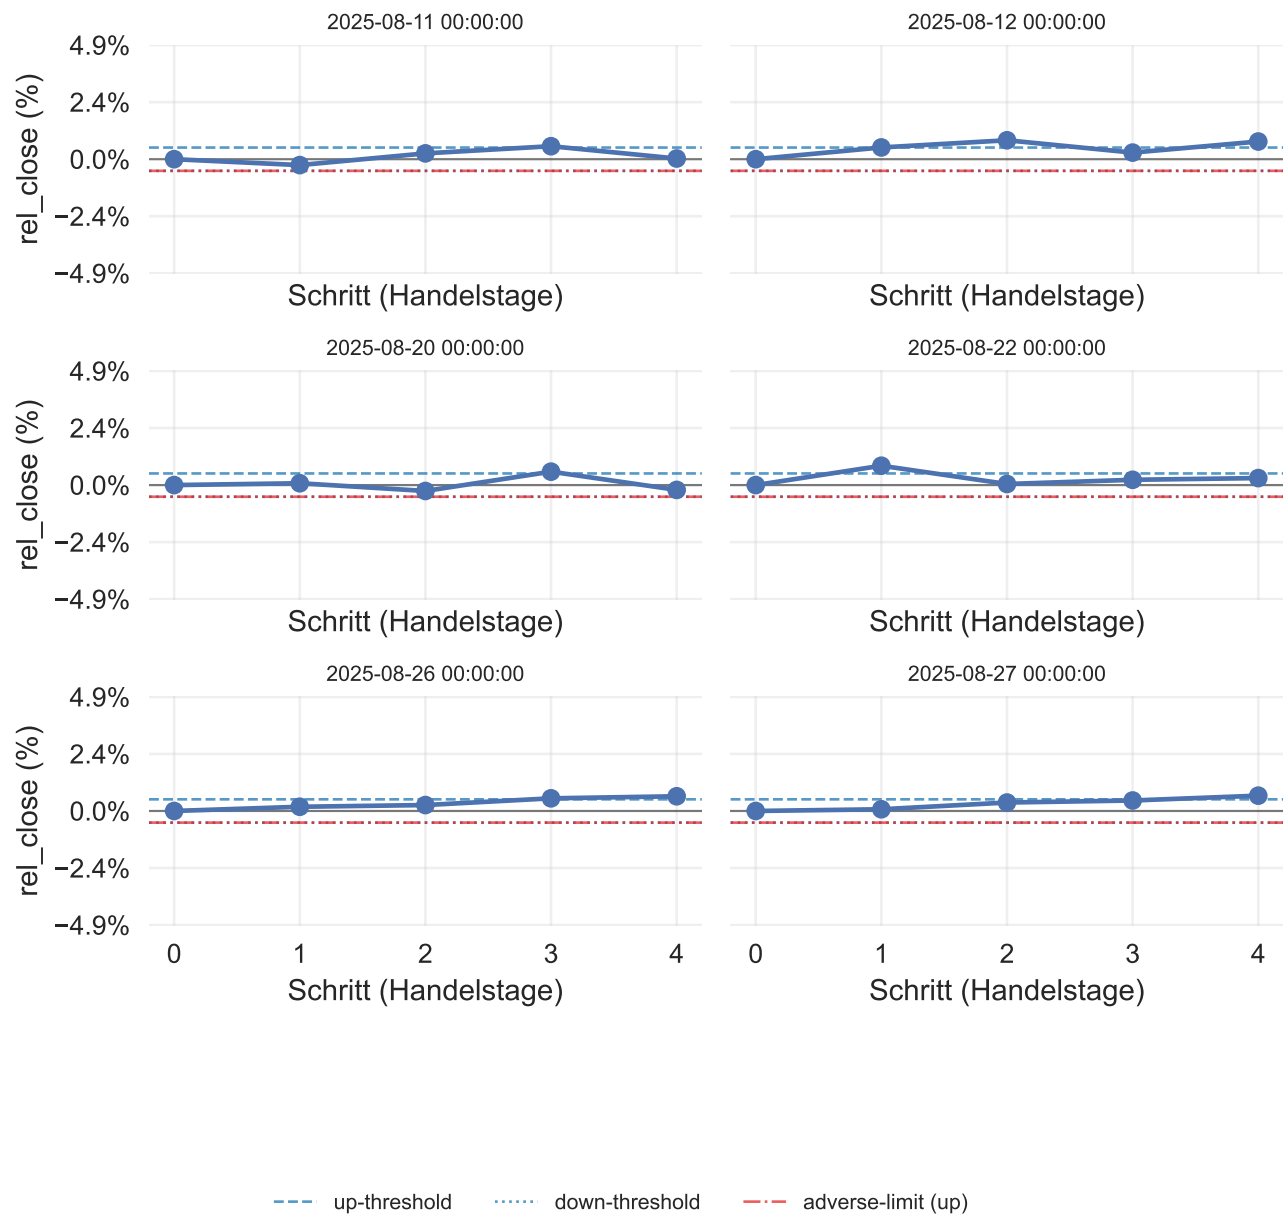 2025-08-11 00:00:00
2025-08-12 00:00:00
4.9%
2.4%
0.0%
−2.4%
−4.9%
rel_close (%)
Schritt (Handelstage)
Schritt (Handelstage)
2025-08-20 00:00:00
2025-08-22 00:00:00
4.9%
2.4%
0.0%
−2.4%
−4.9%
rel_close (%)
Schritt (Handelstage)
Schritt (Handelstage)
2025-08-26 00:00:00
2025-08-27 00:00:00
4.9%
2.4%
0.0%
−2.4%
−4.9%
rel_close (%)
0 1 2 3 4
0 1 2 3 4
Schritt (Handelstage)
Schritt (Handelstage)
up-threshold down-threshold adverse-limit (up)